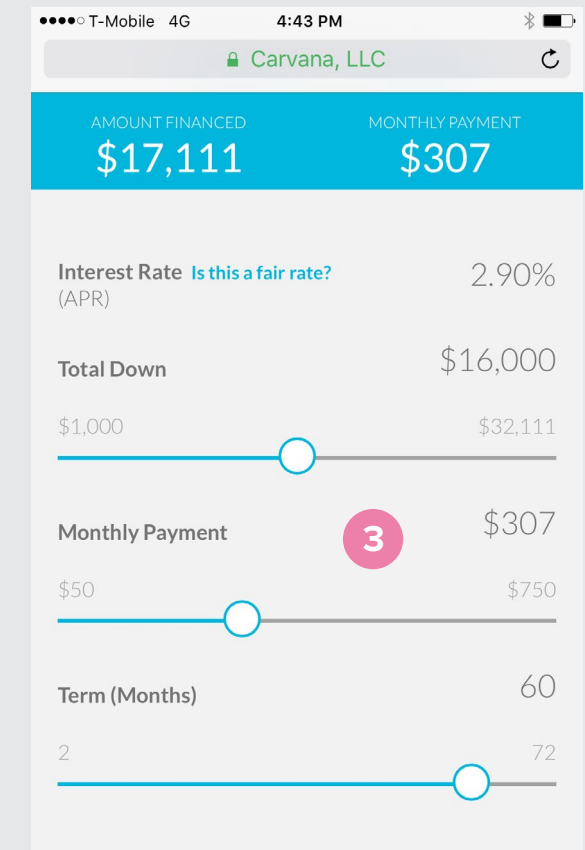 T-Mobile 4G 4:43 PM
Carvana, LLC
AMOUNT FINANCED MONTHLY PAYMENT
$17,111 $307
Interest Rate Is this a fair rate? 2.90%
(APR)
Total Down $16,000
$1,000 $32,111
Monthly Payment 3 $307
$50 $750
Term (Months) 60
2 72